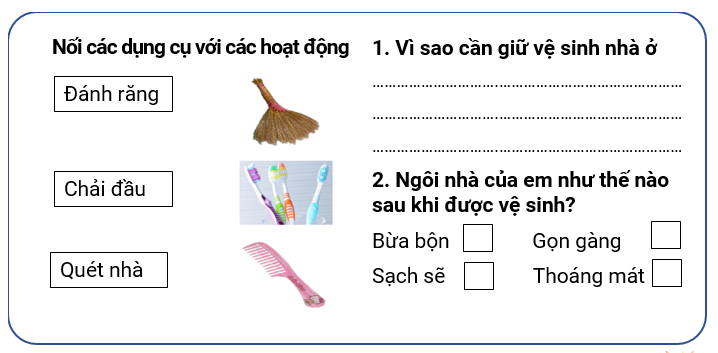 Nối các dụng cụ với các hoạt động
Đánh răng
Chải đầu
Quét nhà
1. Vì sao cần giữ vệ sinh nhà ở
...........................................................................
...........................................................................
...........................................................................
2. Ngôi nhà của em như thế nào
sau khi được vệ sinh?
Bừa bộn Gọn gàng
Sạch sẽ Thoáng mát